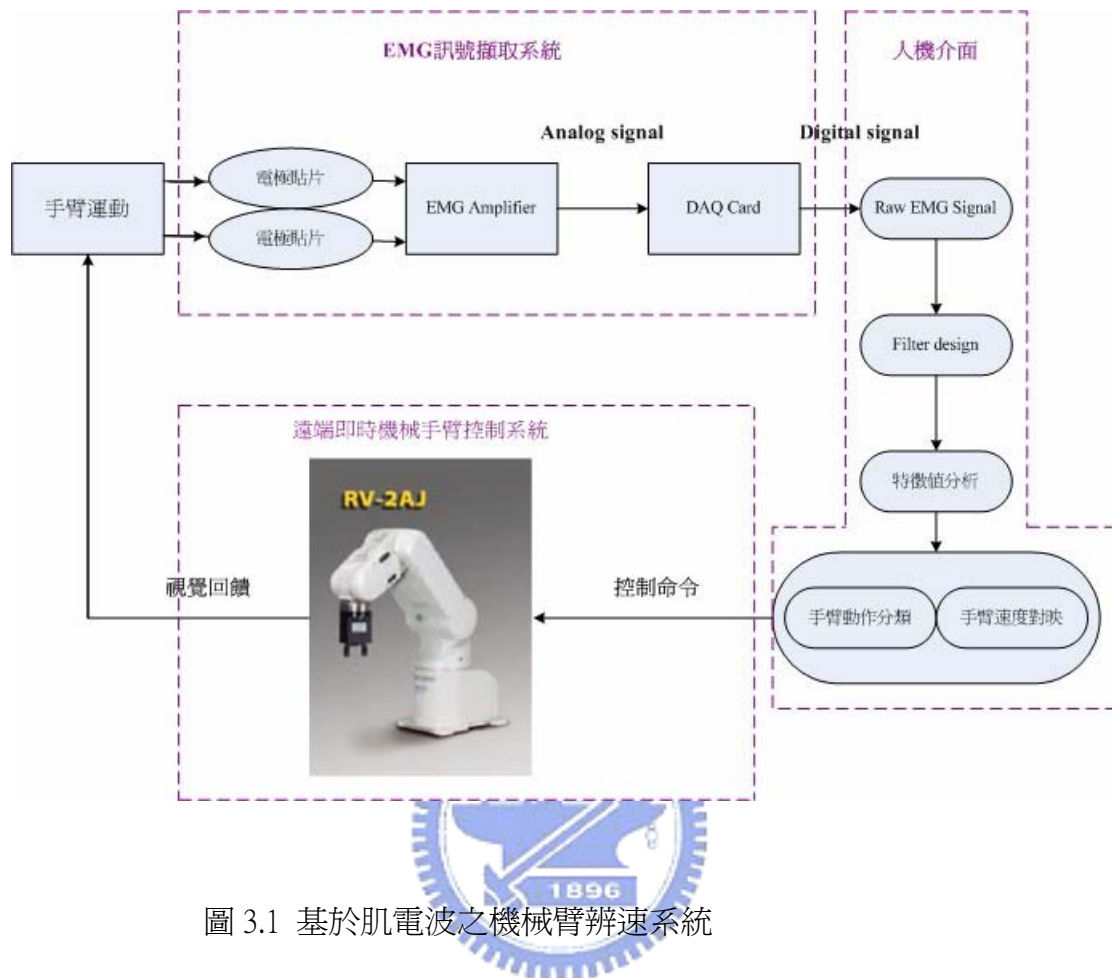 EMG訊號擷取系統
人機介面
Analog signal
Digital signal
手臂運動
電極貼片
電極貼片
EMG Amplifier
DAQ Card
Raw EMG Signal
Filter design
特徵值分析
手臂動作分類
手臂速度對映
控制命令
遠端即時機械手臂控制系統
RV-2AJ
視覺回饋
1896
圖 3.1 基於肌電波之機械臂辨速系統